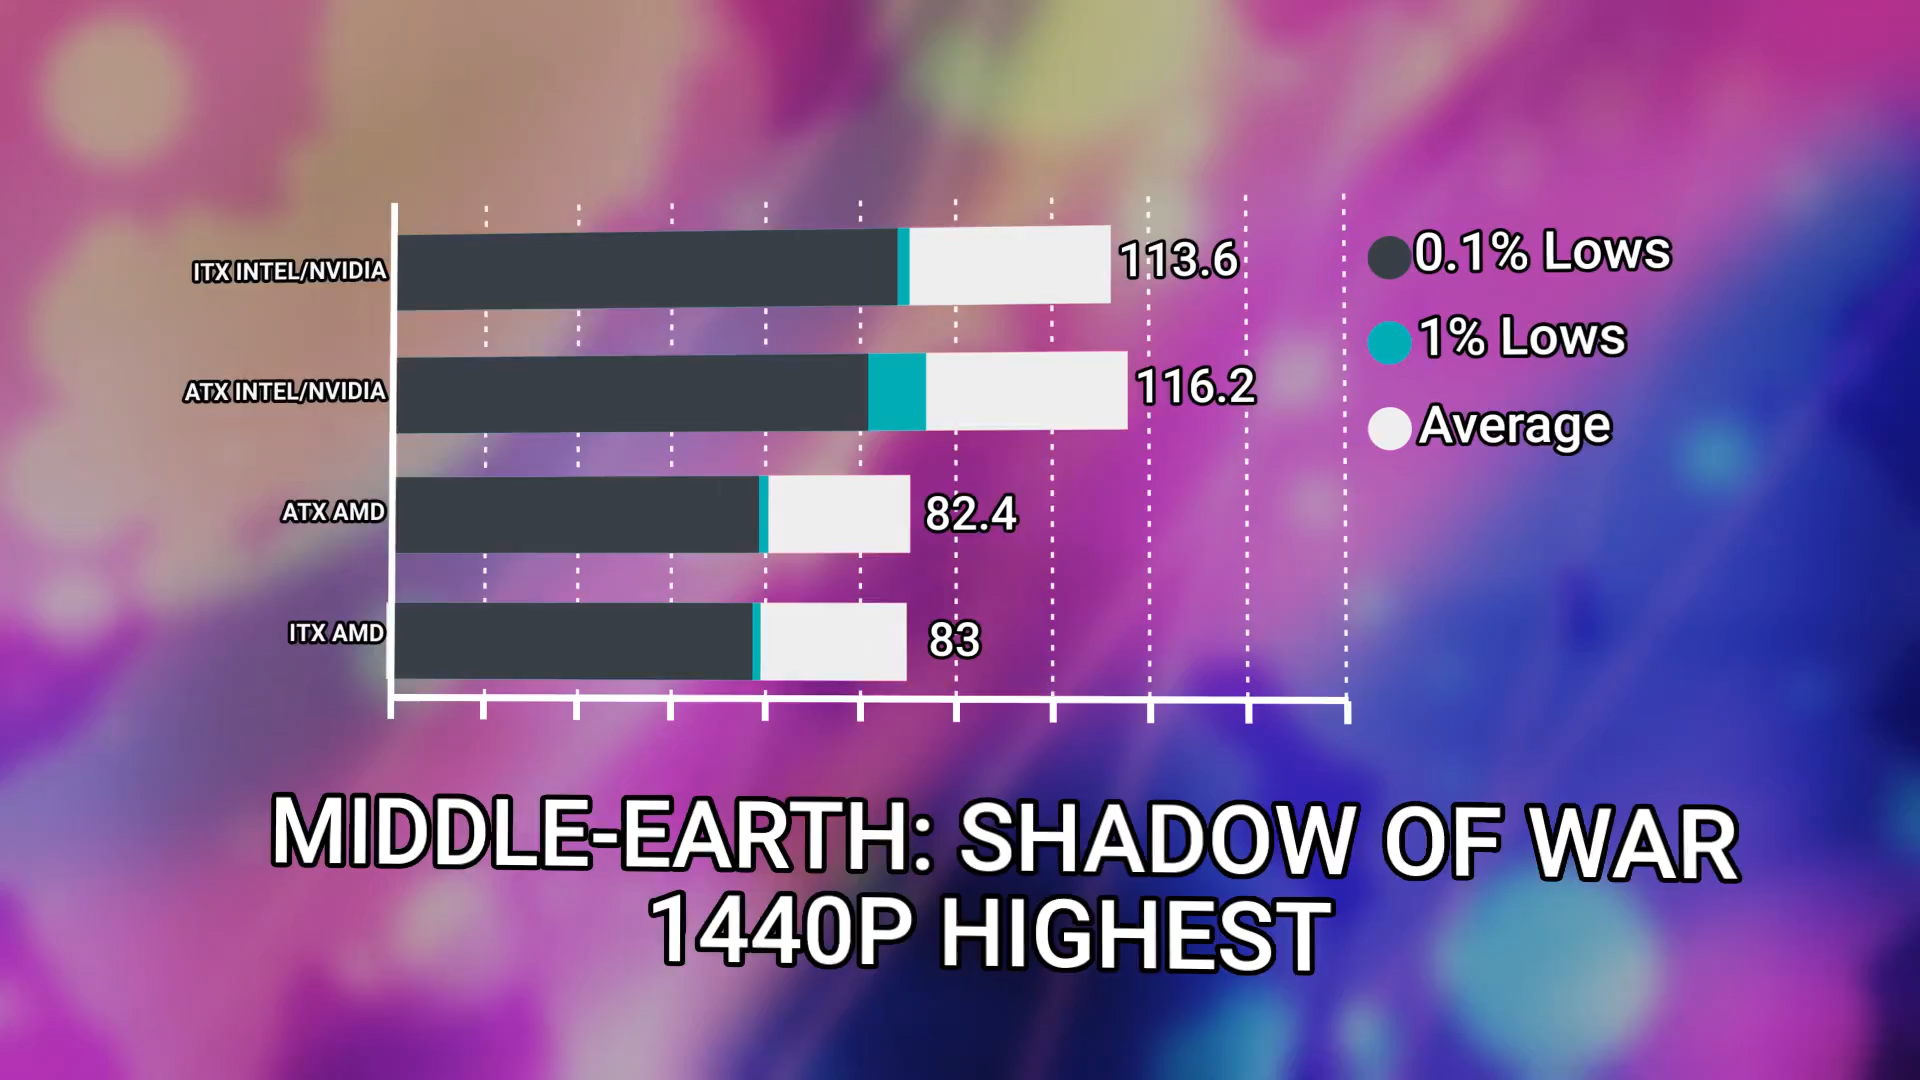 ITX INTEL/NVIDIA
113.6
ATX INTEL/NVIDIA
116.2
ATX AMD
82.4
ITX AMD
83
0.1% Lows
1% Lows
Average
MIDDLE-EARTH: SHADOW OF WAR
1440P HIGHEST